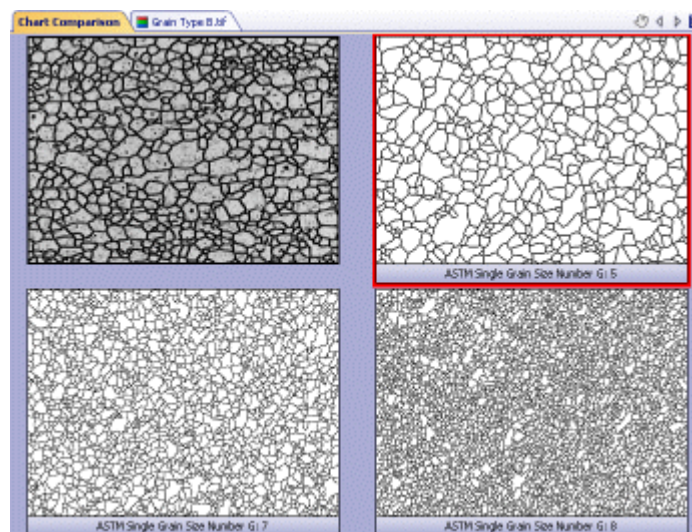 Chart Comparison
Grain Type B.tif
ASTM Single Grain Size Number G: 5
ASTM Single Grain Size Number G: 7
ASTM Single Grain Size Number G: 8